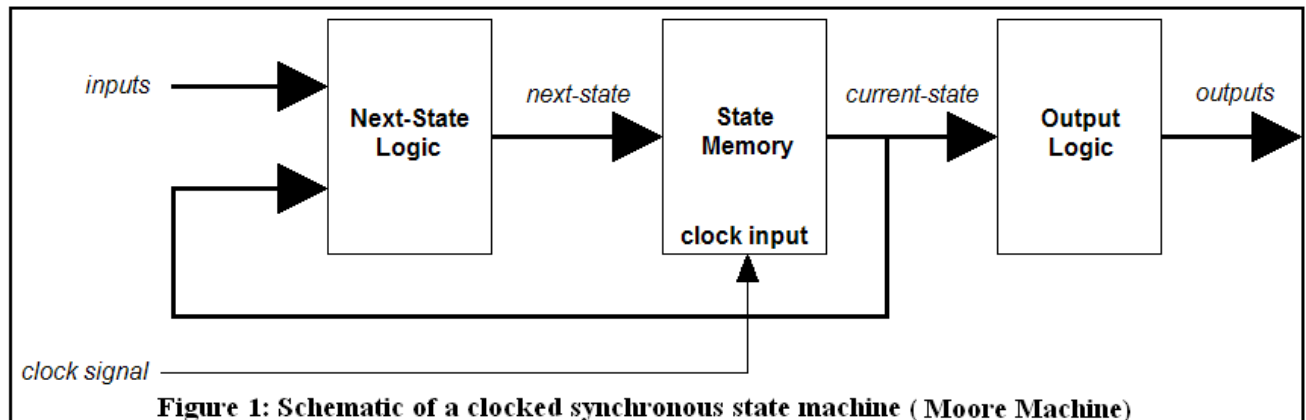 inputs
Next-State
Logic
next-state
State
Memory
clock input
current-state
Output
Logic
outputs
clock signal
Figure 1: Schematic of a clocked synchronous state machine ( Moore Machine)